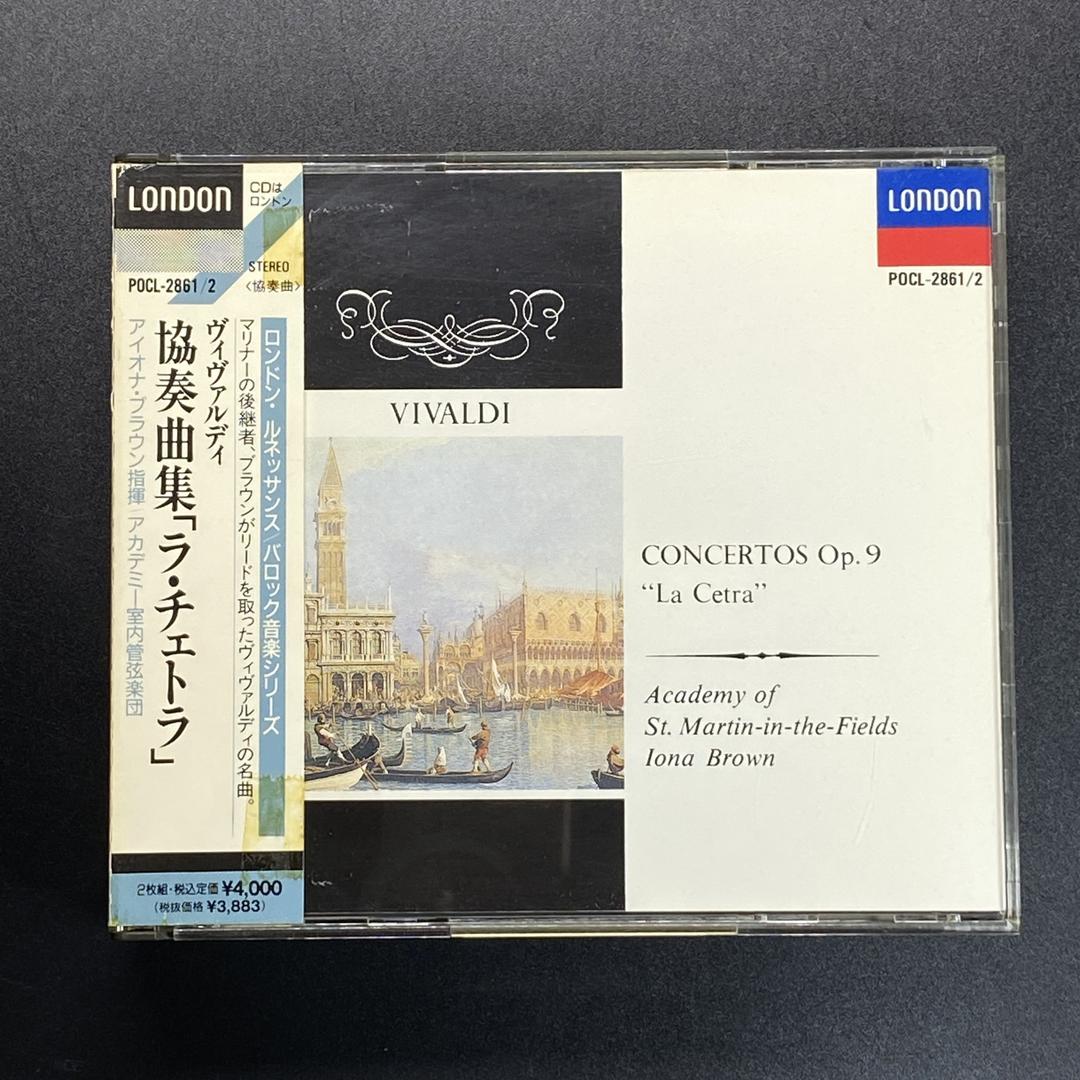 LONDON
CDは
ロンドン
STEREO
POCL-2861/2
〈協奏曲〉
ロンドン・ルネッサンス/バロック音楽シリーズ
マリナーの後継者、ブラウンがリードを取ったヴィヴァルディの名曲。
ヴィヴァルディ
協奏曲集「ラ・チェトラ」
アイオナ・ブラウン指揮/アカデミー室内管弦楽団
2枚組・税込定価¥4,000
(税抜価格¥3,883)
VIVALDI
LONDON
POCL-2861/2
CONCERTOS Op. 9
“La Cetra”
Academy of
St. Martin-in-the-Fields
Iona Brown